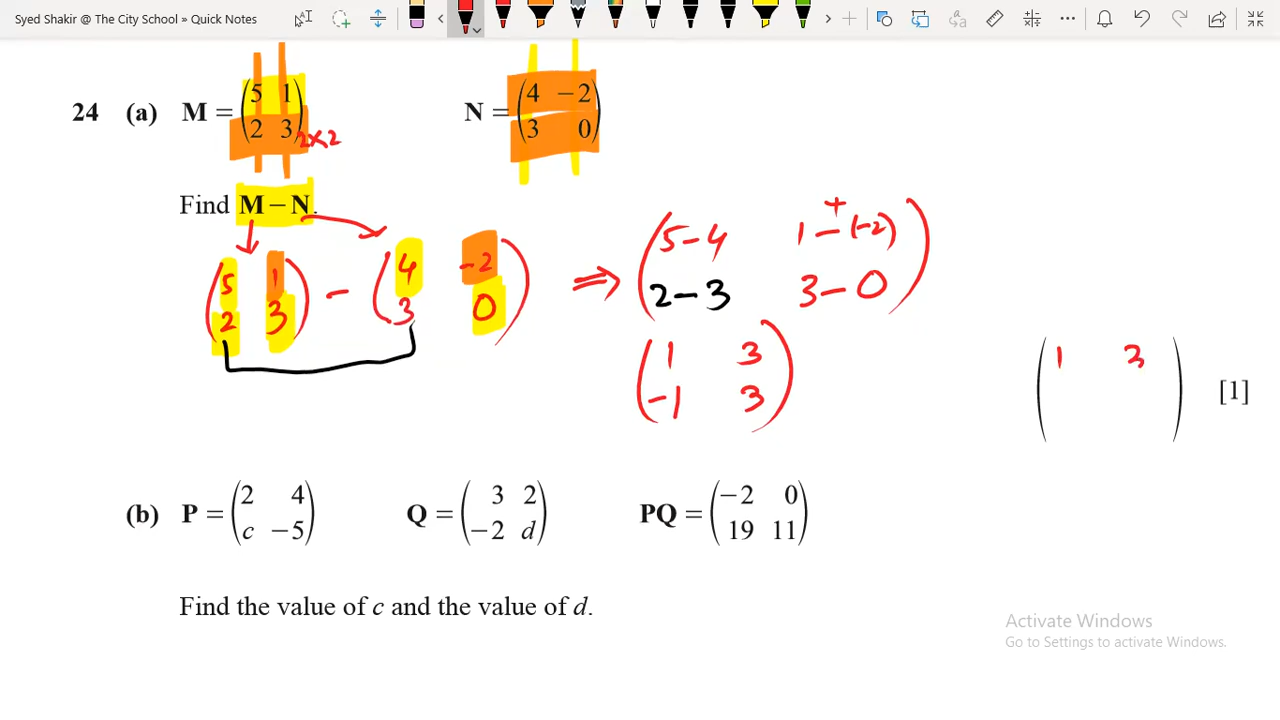 Syed Shakir @ The City School » Quick Notes
24 (a) M = (5 1) N = (4 -2)
(2 3) 2×2 (3 0)
Find M − N.
(5 1) − (4 -2) ⇒ (5−4 1 − (−2)) +
(2 3) (3 0) (2−3 3−0)
(1 3) (1 3) [1]
(−1 3)
(b) P = (2 4) Q = (3 2) PQ = (−2 0)
(c −5) (−2 d) (19 11)
Find the value of c and the value of d.
Activate Windows
Go to Settings to activate Windows.